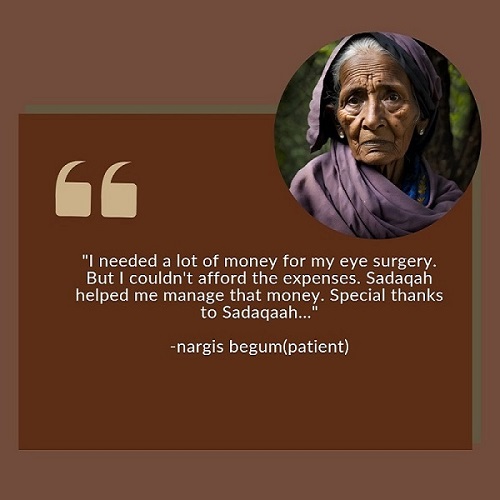 "I needed a lot of money for my eye surgery.
But I couldn't afford the expenses. Sadaqah
helped me manage that money. Special thanks
to Sadaqaah..."
-nargis begum(patient)